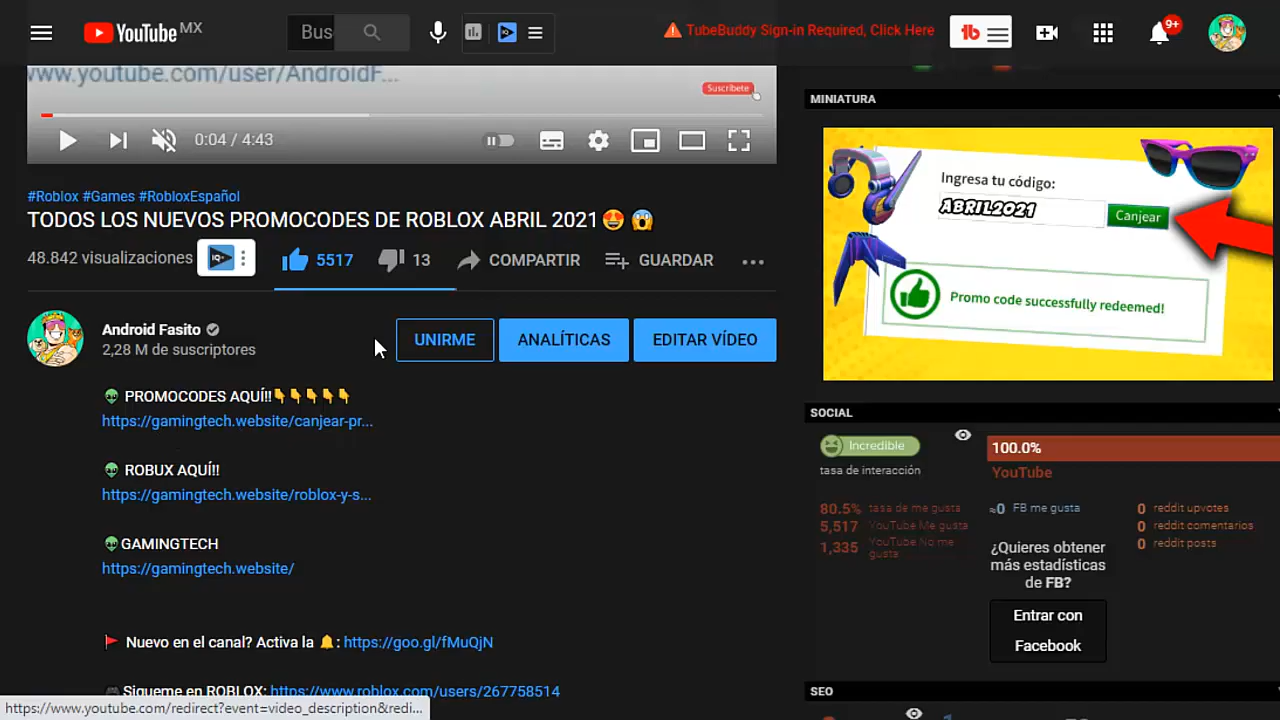 YouTube MX
Bus
TubeBuddy Sign-in Required, Click Here
tb
9+
www.youtube.com/user/AndroidF...
Suscríbete
0:04 / 4:43
#Roblox #Games #RobloxEspañol
TODOS LOS NUEVOS PROMOCODES DE ROBLOX ABRIL 2021😍 😱
48.842 visualizaciones
IQ
5517
13
COMPARTIR
GUARDAR
Android Fasito
2,28 M de suscriptores
UNIRME
ANALÍTICAS
EDITAR VÍDEO
👽 PROMOCODES AQUÍ!!👇👇👇👇👇
https://gamingtech.website/canjear-pr...
👽 ROBUX AQUÍ!!
https://gamingtech.website/roblox-y-s...
👽GAMINGTECH
https://gamingtech.website/
🚩 Nuevo en el canal? Activa la 🔔: https://goo.gl/fMuQjN
🎮Sigueme en ROBLOX: https://www.roblox.com/users/267758514
https://www.youtube.com/redirect?event=video_description&redi...
MINIATURA
Ingresa tu código:
ABRIL2021
Canjear
Promo code successfully redeemed!
SOCIAL
Incredible
tasa de interacción
100.0%
YouTube
80.5% tasa de me gusta
5,517 YouTube Me gusta
1,335 YouTube No me
gusta
≈0 FB me gusta
0 reddit upvotes
0 reddit comentarios
0 reddit posts
¿Quieres obtener
más estadísticas
de FB?
Entrar con
Facebook
SEO